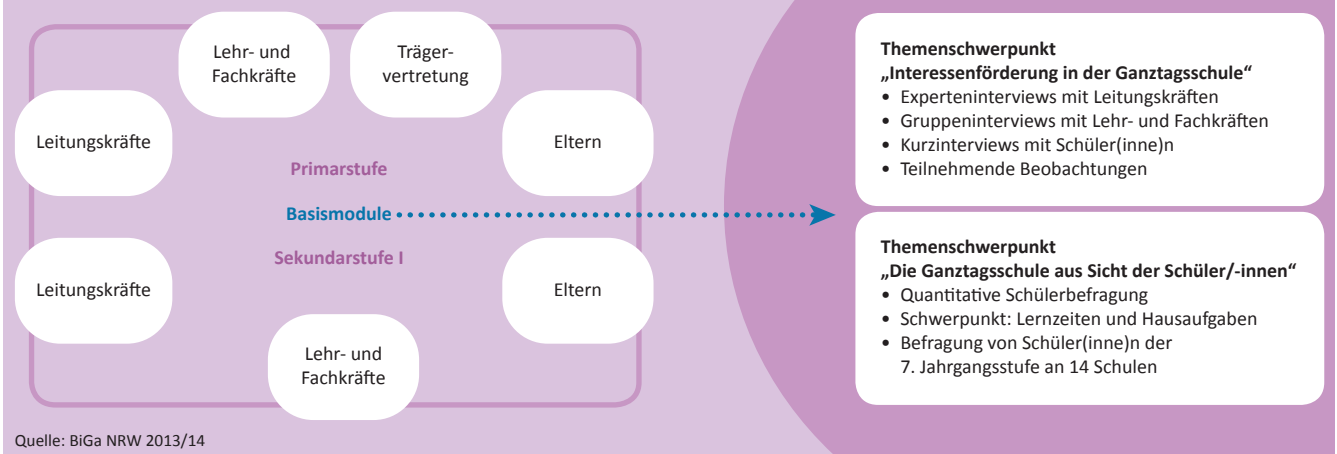 Lehr- und
Fachkräfte
Träger-
vertretung
Leitungskräfte
Eltern
Primarstufe
Basismodule
Sekundarstufe I
Leitungskräfte
Eltern
Lehr- und
Fachkräfte
Themenschwerpunkt
„Interessenförderung in der Ganztagsschule“
• Experteninterviews mit Leitungskräften
• Gruppeninterviews mit Lehr- und Fachkräften
• Kurzinterviews mit Schüler(inne)n
• Teilnehmende Beobachtungen
Themenschwerpunkt
„Die Ganztagsschule aus Sicht der Schüler/-innen“
• Quantitative Schülerbefragung
• Schwerpunkt: Lernzeiten und Hausaufgaben
• Befragung von Schüler(inne)n der
7. Jahrgangsstufe an 14 Schulen
Quelle: BiGa NRW 2013/14